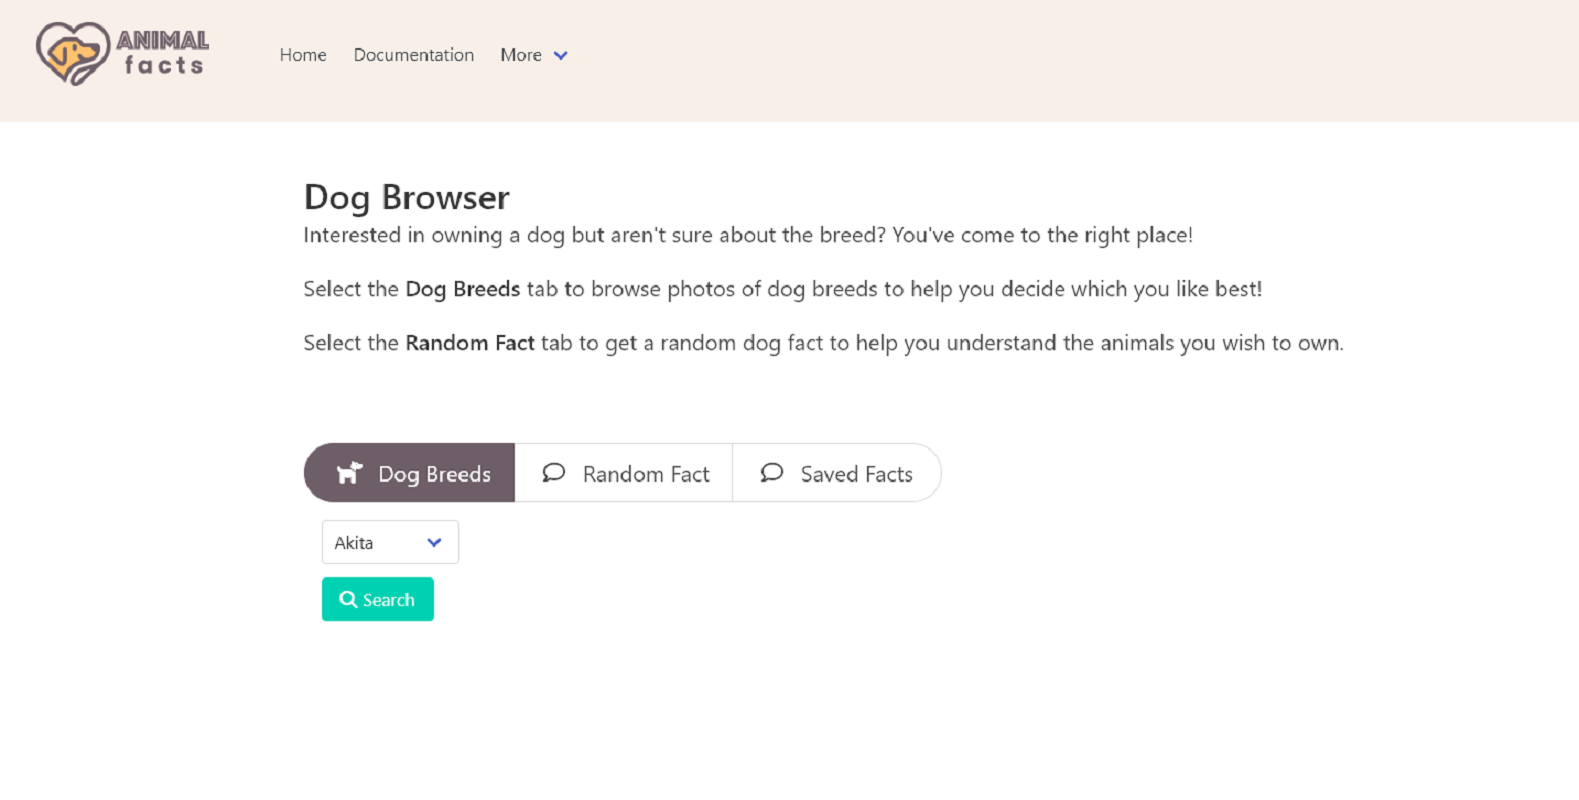 ANIMAL
facts
Home Documentation More
Dog Browser
Interested in owning a dog but aren't sure about the breed? You've come to the right place!
Select the Dog Breeds tab to browse photos of dog breeds to help you decide which you like best!
Select the Random Fact tab to get a random dog fact to help you understand the animals you wish to own.
Dog Breeds Random Fact Saved Facts
Akita
Search